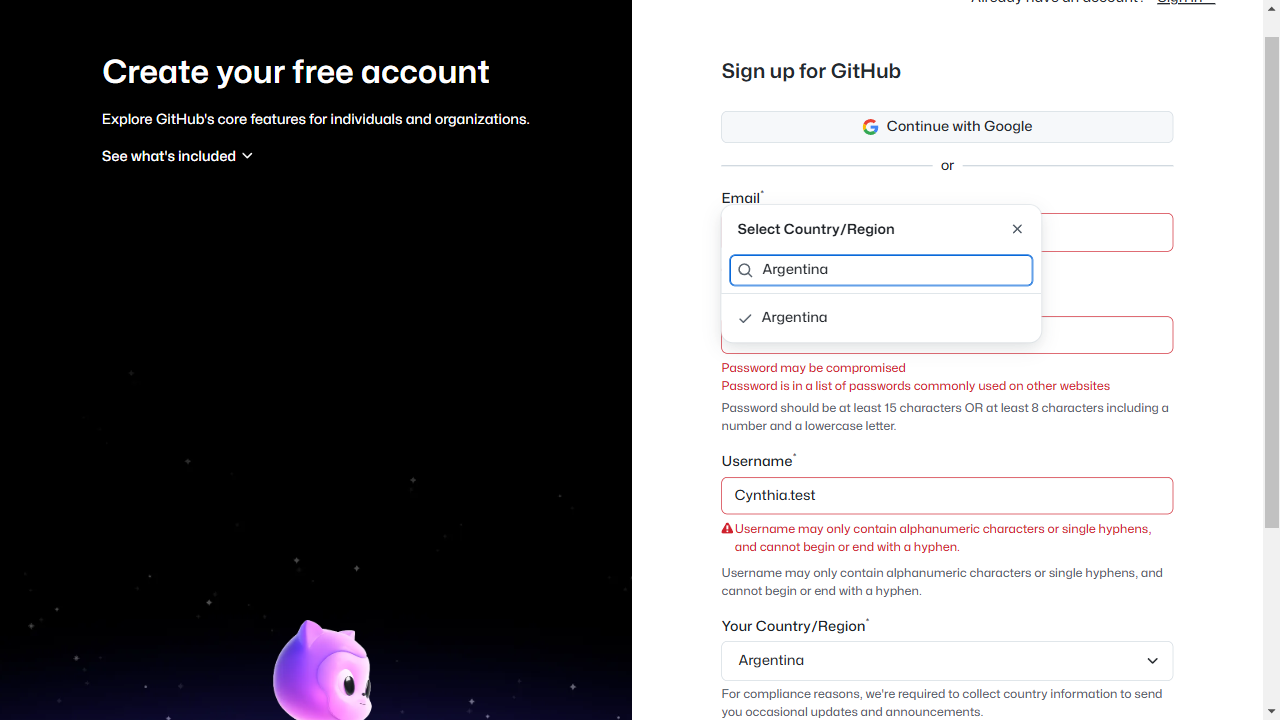 Already have an account?
Sign in
Create your free account
Explore GitHub's core features for individuals and organizations.
See what's included
Sign up for GitHub
Continue with Google
or
Email*
Select Country/Region
Argentina
Argentina
Password may be compromised
Password is in a list of passwords commonly used on other websites
Password should be at least 15 characters OR at least 8 characters including a
number and a lowercase letter.
Username*
Cynthia.test
Username may only contain alphanumeric characters or single hyphens,
and cannot begin or end with a hyphen.
Username may only contain alphanumeric characters or single hyphens, and
cannot begin or end with a hyphen.
Your Country/Region*
Argentina
For compliance reasons, we're required to collect country information to send
you occasional updates and announcements.